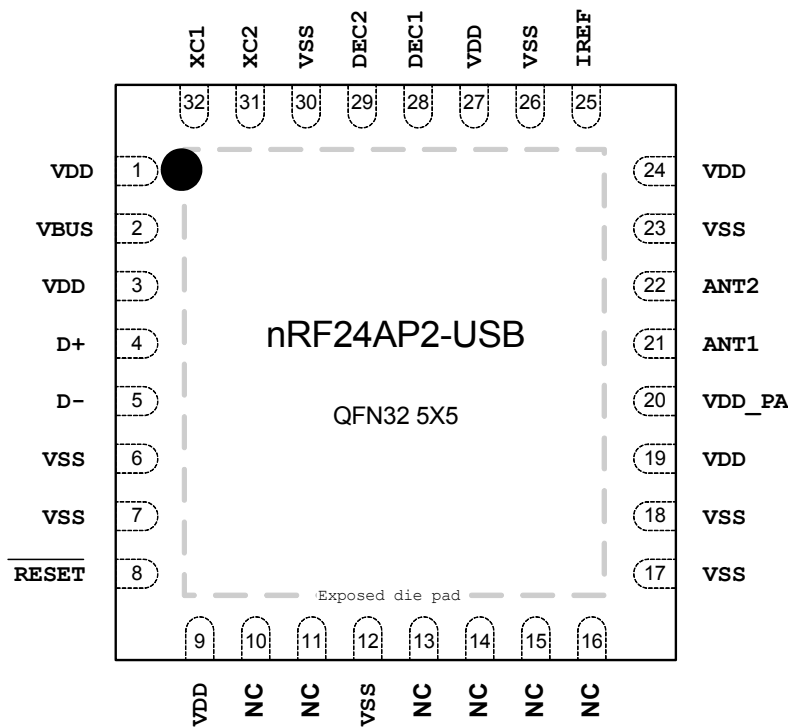 XC1
XC2
VSS
DEC2
DEC1
VDD
VSS
IREF
32
31
30
29
28
27
26
25
VDD 1
24 VDD
VBUS 2
23 VSS
VDD 3
22 ANT2
D+ 4
21 ANT1
D- 5
20 VDD_PA
VSS 6
19 VDD
VSS 7
18 VSS
RESET 8
17 VSS
nRF24AP2-USB
QFN32 5X5
Exposed die pad
9
10
11
12
13
14
15
16
VDD
NC
NC
VSS
NC
NC
NC
NC